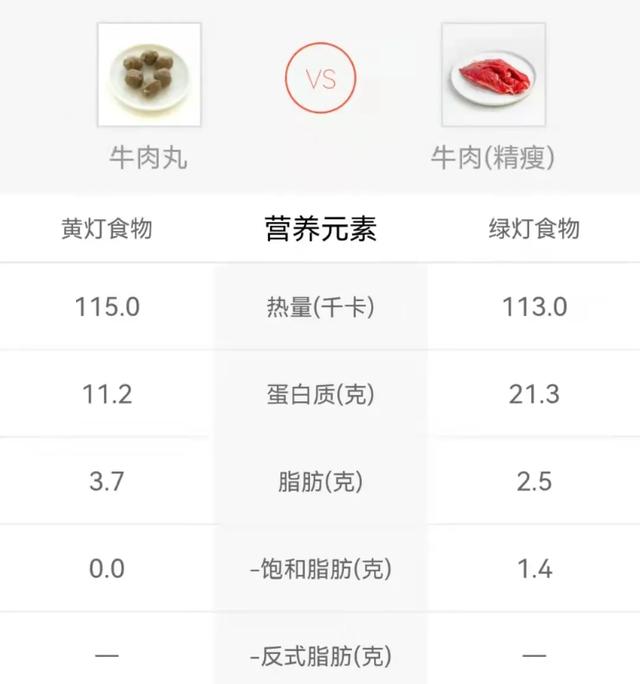 VS
牛肉丸 牛肉(精瘦)
黄灯食物 营养元素 绿灯食物
115.0 热量(千卡) 113.0
11.2 蛋白质(克) 21.3
3.7 脂肪(克) 2.5
0.0 -饱和脂肪(克) 1.4
— -反式脂肪(克) —